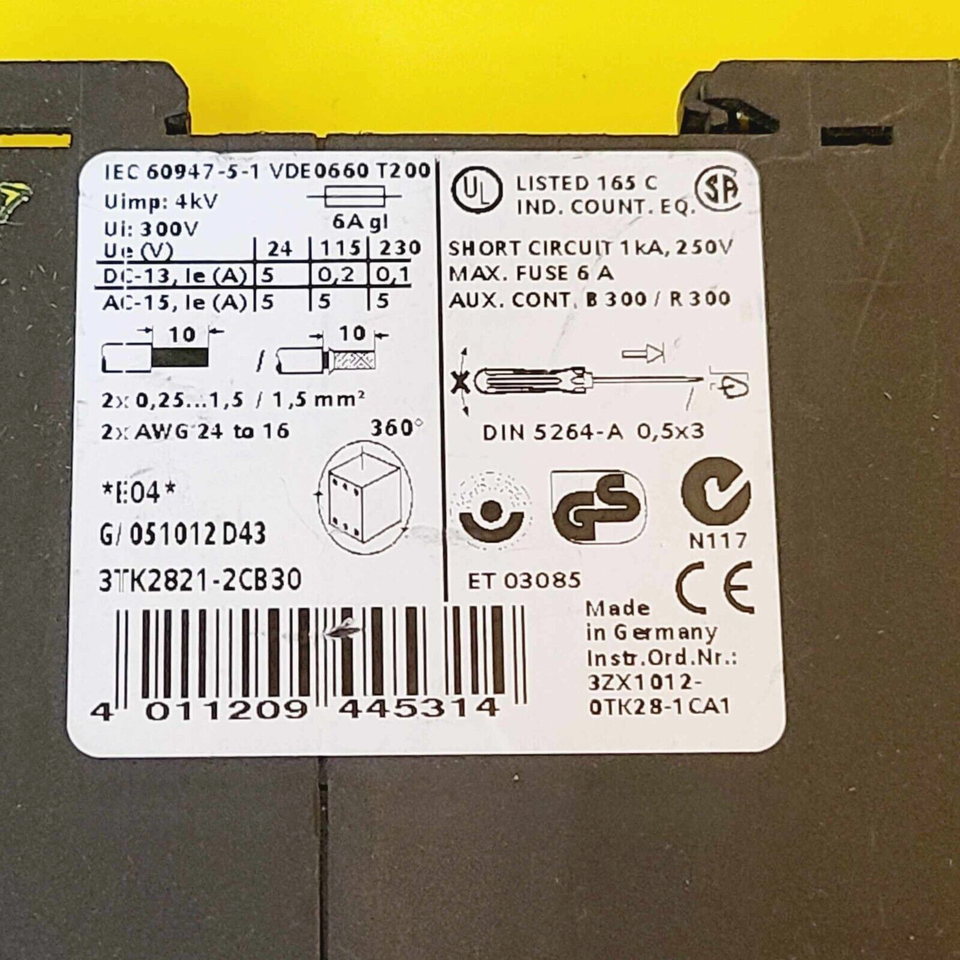 IEC 60947-5-1 VDE0660 T200
Uimp: 4kV
Ui: 300V
6A gl
Ue (V) 24 115 230
DC-13, Ie (A) 5 0,2 0,1
AC-15, Ie (A) 5 5 5
10 / 10
2x 0,25...1,5 / 1,5 mm²
2x AWG 24 to 16
360°
*E04*
G/ 051012 D43
3TK2821-2CB30
4 011209 445314
UL LISTED 165 C
IND. CONT. EQ. SA
SHORT CIRCUIT 1kA, 250V
MAX. FUSE 6 A
AUX. CONT. B 300 / R 300
DIN 5264-A 0,5x3
GS
N117
ET 03085
CE
Made
in Germany
Instr.Ord.Nr.:
3ZX1012-
0TK28-1CA1